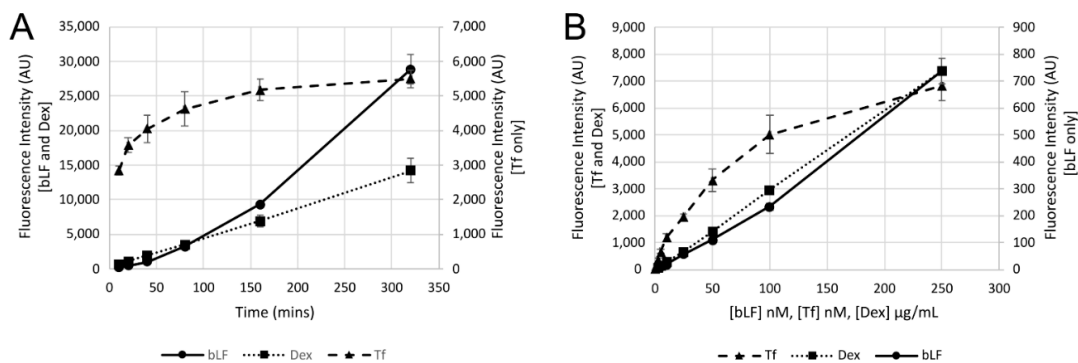 A
Fluorescence Intensity (AU)
[bLF and Dex]
35,000
30,000
25,000
20,000
15,000
10,000
5,000
0
7,000
6,000
5,000
4,000
3,000
2,000
1,000
0
Fluorescence Intensity (AU)
[Tf only]
0 50 100 150 200 250 300 350
Time (mins)
bLF Dex Tf
B
Fluorescence Intensity (AU)
[Tf and Dex]
9,000
8,000
7,000
6,000
5,000
4,000
3,000
2,000
1,000
0
900
800
700
600
500
400
300
200
100
0
Fluorescence Intensity (AU)
[bLF only]
0 50 100 150 200 250 300
[bLF] nM, [Tf] nM, [Dex] µg/mL
Tf Dex bLF